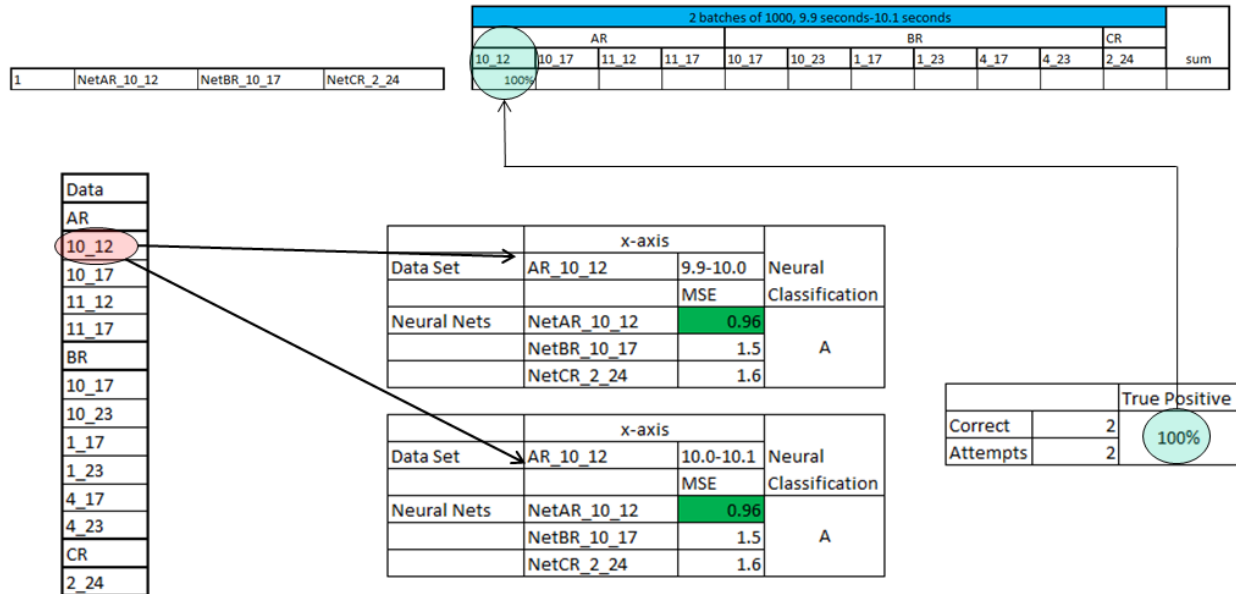 2 batches of 1000, 9.9 seconds-10.1 seconds
AR BR CR sum
10_12 10_17 11_12 11_17 10_17 10_23 1_17 1_23 4_17 4_23 2_24
1 NetAR_10_12 NetBR_10_17 NetCR_2_24 100%
Data
AR
10_12
10_17
11_12
11_17
BR
10_17
10_23
1_17
1_23
4_17
4_23
CR
2_24
x-axis
Data Set AR_10_12 9.9-10.0 Neural Classification
MSE
Neural Nets NetAR_10_12 0.96 A
NetBR_10_17 1.5
NetCR_2_24 1.6
x-axis
Data Set AR_10_12 10.0-10.1 Neural Classification
MSE
Neural Nets NetAR_10_12 0.96 A
NetBR_10_17 1.5
NetCR_2_24 1.6
True Positive
Correct 2 100%
Attempts 2